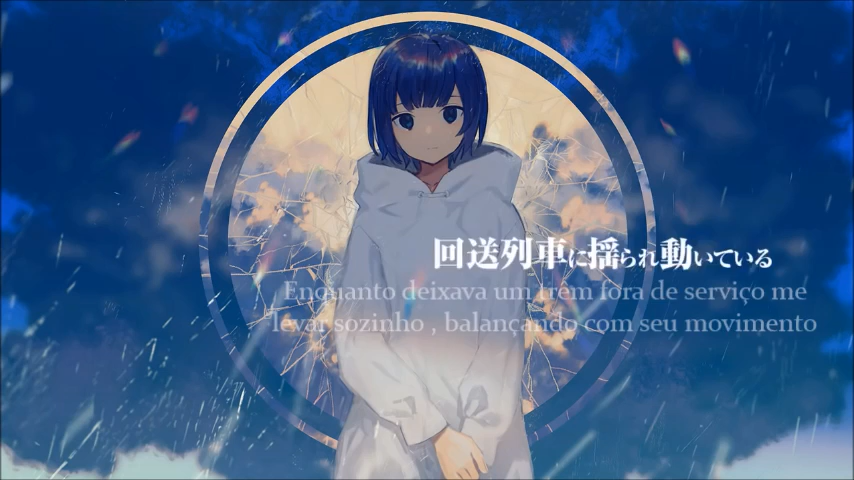 回送列車に揺られ動いている
Enquanto deixava um trem fora de serviço me
levar sozinho , balançando com seu movimento